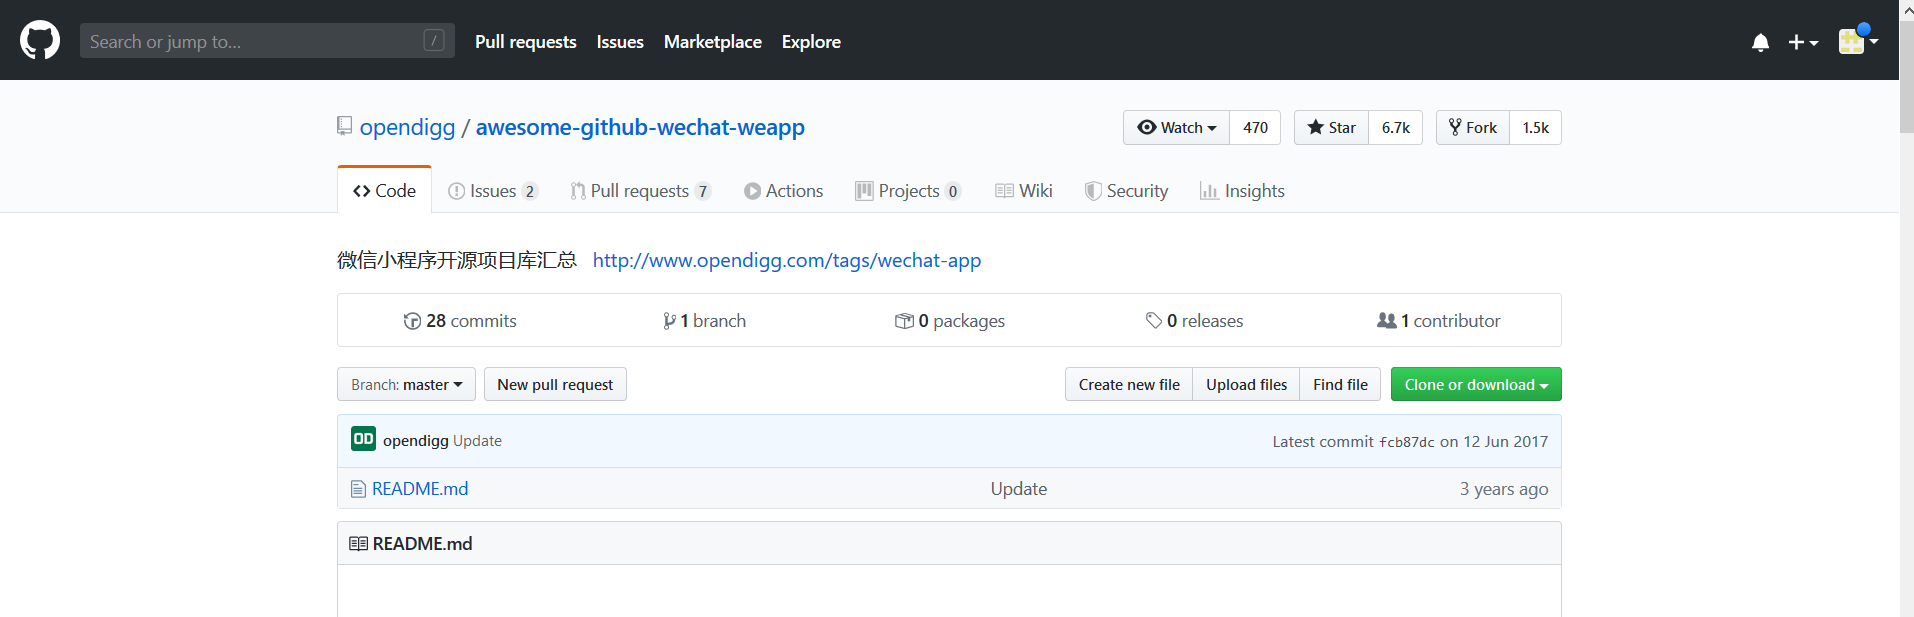 Search or jump to... / Pull requests Issues Marketplace Explore
opendigg / awesome-github-wechat-weapp Watch 470 Star 6.7k Fork 1.5k
Code Issues 2 Pull requests 7 Actions Projects 0 Wiki Security Insights
微信小程序开源项目库汇总 http://www.opendigg.com/tags/wechat-app
28 commits 1 branch 0 packages 0 releases 1 contributor
Branch: master New pull request Create new file Upload files Find file Clone or download
OD opendigg Update Latest commit fcb87dc on 12 Jun 2017
README.md Update 3 years ago
README.md